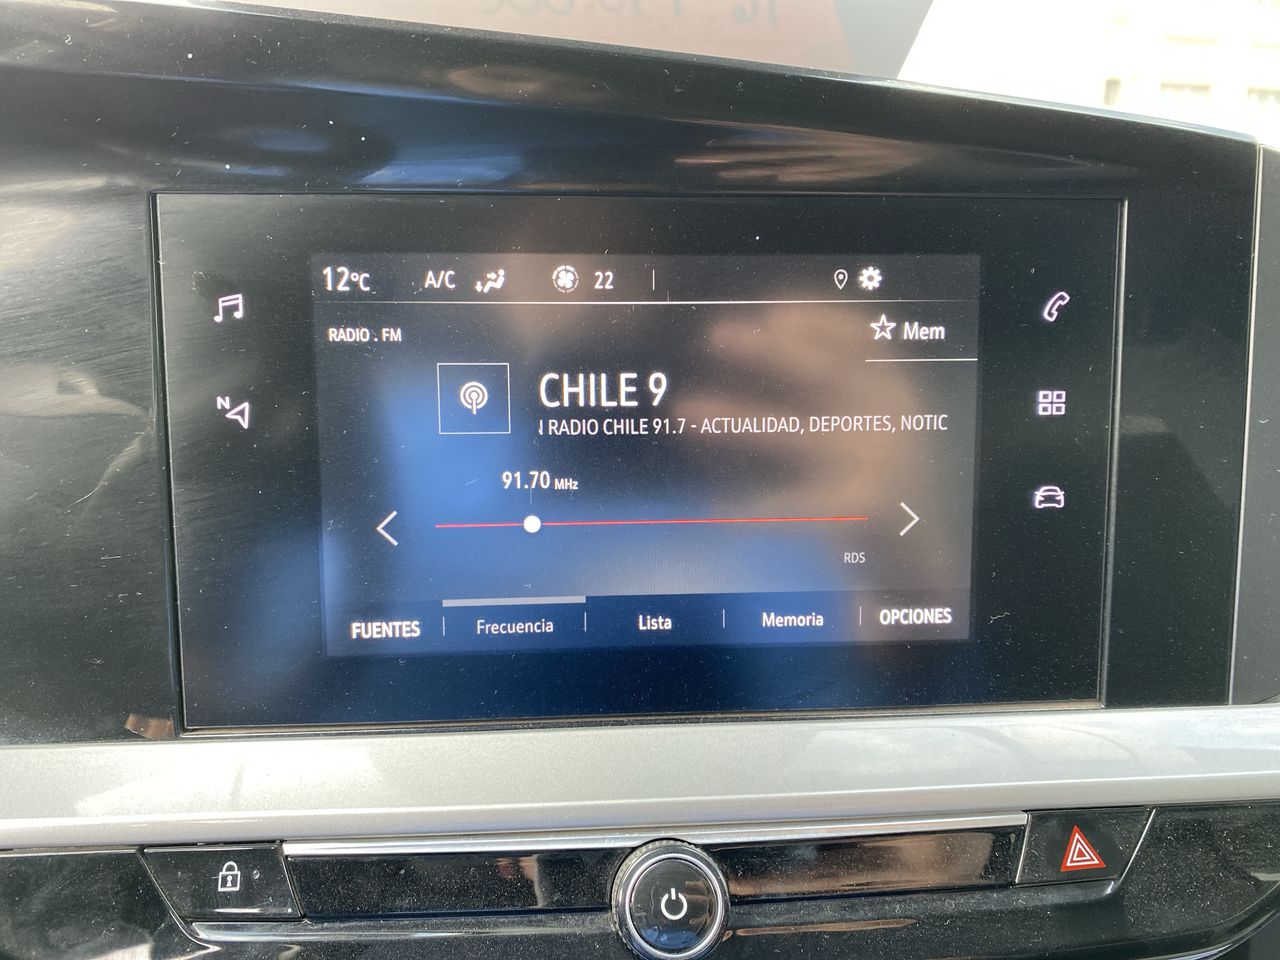 12°C A/C 22
RADIO . FM
Mem
CHILE 9
RADIO CHILE 91.7 - ACTUALIDAD, DEPORTES, NOTIC
N
91.70 MHz
RDS
FUENTES Frecuencia Lista Memoria OPCIONES